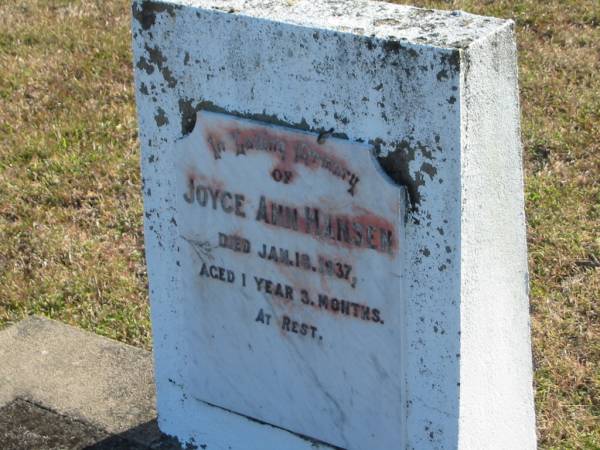 In Loving Memory
OF
JOYCE ANN HANSEN
DIED JAN. 18. 1937,
AGED 1 YEAR 3. MONTHS.
AT REST.